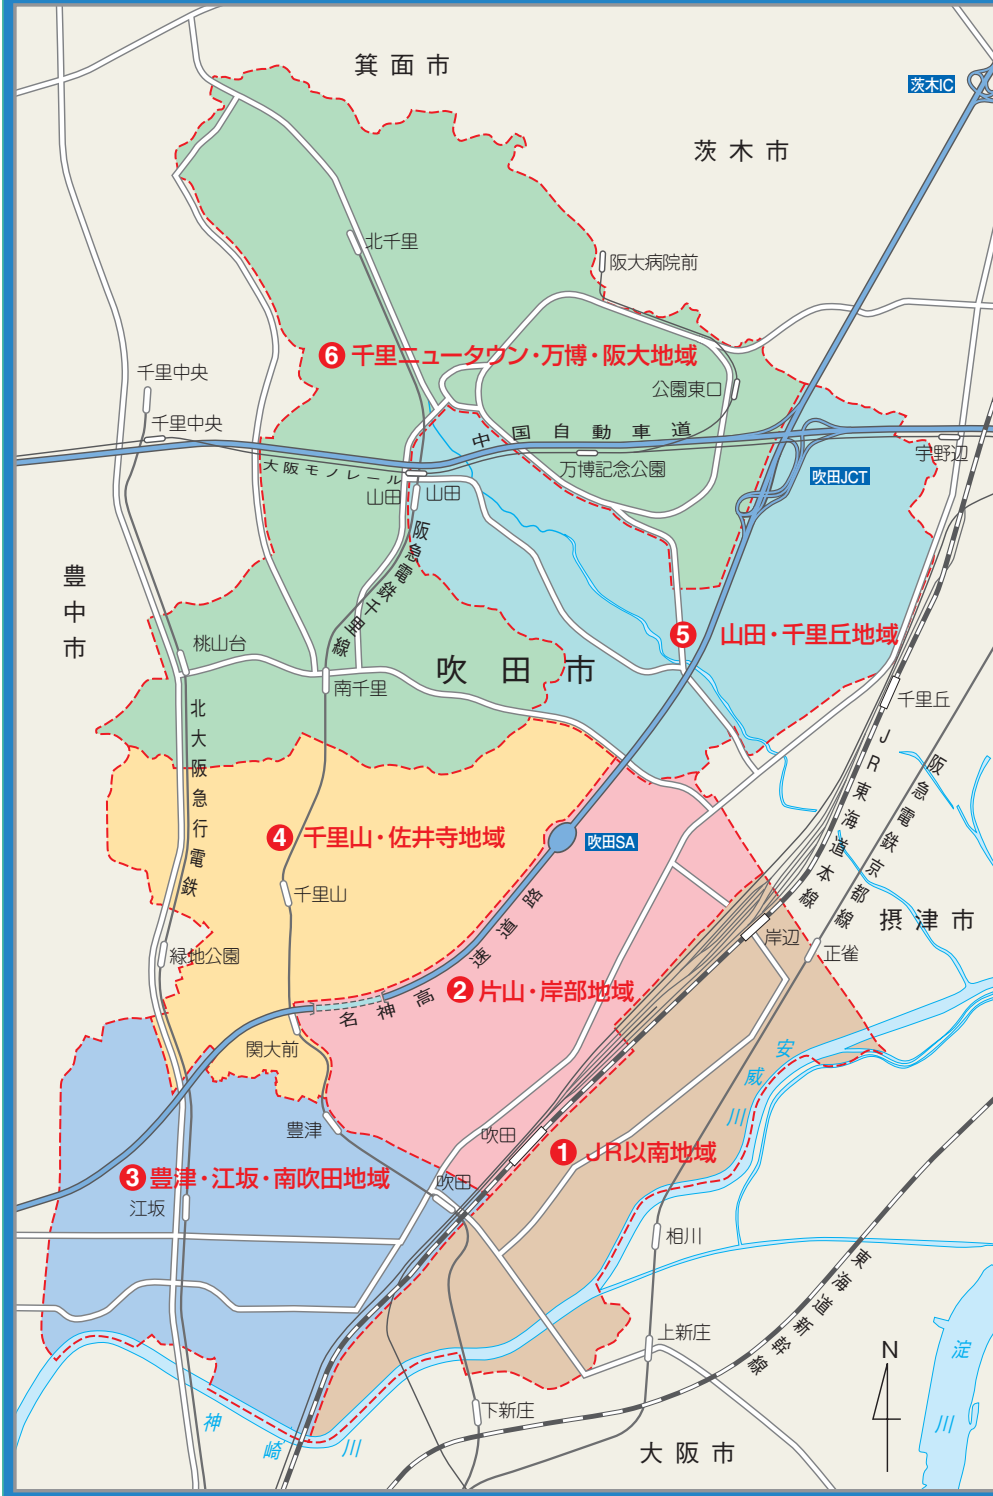 箕面市
茨木IC
茨木市
北千里
阪大病院前
6 千里ニュータウン・万博・阪大地域
千里中央
公園東口
千里中央
中国自動車道
宇野辺
大阪モノレール
万博記念公園
吹田JCT
山田
山田
阪急電鉄千里線
豊中市
5 山田・千里丘地域
桃山台
吹田市
南千里
千里丘
北大阪急行電鉄
JR東海道本線
阪急電鉄京都線
4 千里山・佐井寺地域
吹田SA
千里山
摂津市
岸辺
正雀
緑地公園
2 片山・岸部地域
名神高速道路
関大前
安威川
豊津
吹田
1 JR以南地域
3 豊津・江坂・南吹田地域
吹田
江坂
相川
東海道新幹線
上新庄
N
淀川
下新庄
神崎川
大阪市